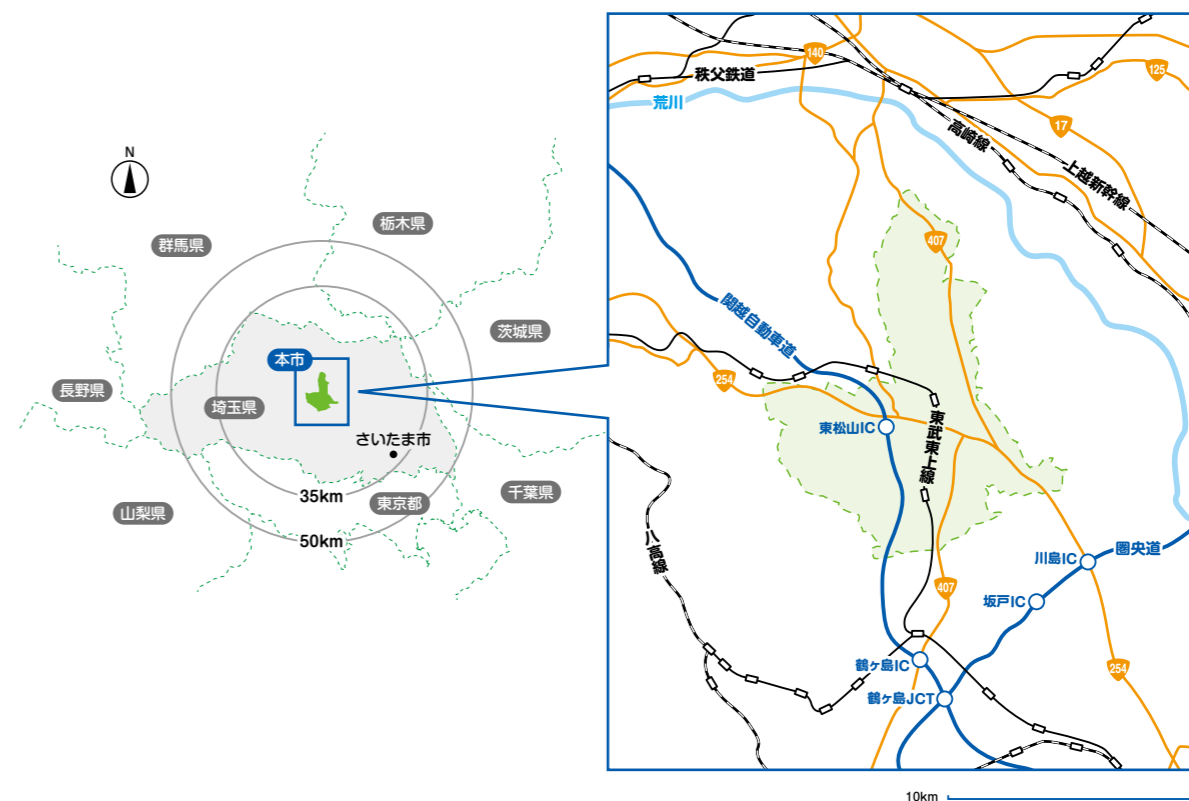 N
栃木県
群馬県
茨城県
本市
長野県
埼玉県
さいたま市
35km
東京都
千葉県
山梨県
50km
140
秩父鉄道
125
荒川
17
高崎線
上越新幹線
407
関越自動車道
254
東松山IC
東武東上線
八高線
圏央道
川島IC
407
坂戸IC
鶴ヶ島IC
254
鶴ヶ島JCT
10km